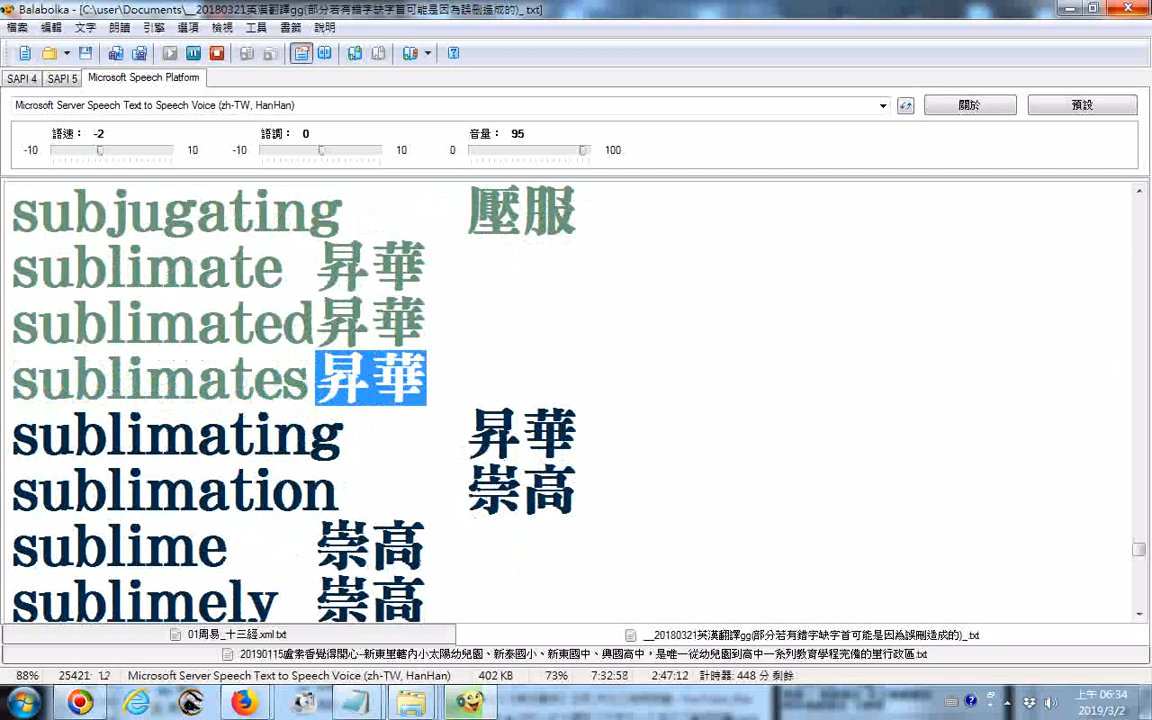 Balabolka - [C:\user\Documents\__20180321英漢翻譯gg(部分若有錯字缺字首可能是因為誤刪造成的)_.txt]
檔案 編輯 文字 朗讀 引擎 選項 檢視 工具 書籤 說明
SAPI 4 SAPI 5 Microsoft Speech Platform
Microsoft Server Speech Text to Speech Voice (zh-TW, HanHan) 關於 預設
語速: -2 語調: 0 音量: 95
-10 10 -10 10 0 100
subjugating 壓服
sublimate 昇華
sublimated昇華
sublimates昇華
sublimating 昇華
sublimation 崇高
sublime 崇高
sublimely 崇高
01周易_十三經.xml.txt __20180321英漢翻譯gg(部分若有錯字缺字首可能是因為誤刪造成的)_.txt
20190115盧素香覺得開心-新東里轄內小太陽幼兒園、新泰國小、新東國中、興國高中，是唯一從幼兒園到高中一系列教育學程完備的里行政區.txt
88% 25421: 12 Microsoft Server Speech Text to Speech Voice (zh-TW, HanHan) 402 KB 73% 7:32:58 2:47:12 計時器: 448 分 剩餘
上午 06:34
2019/3/2